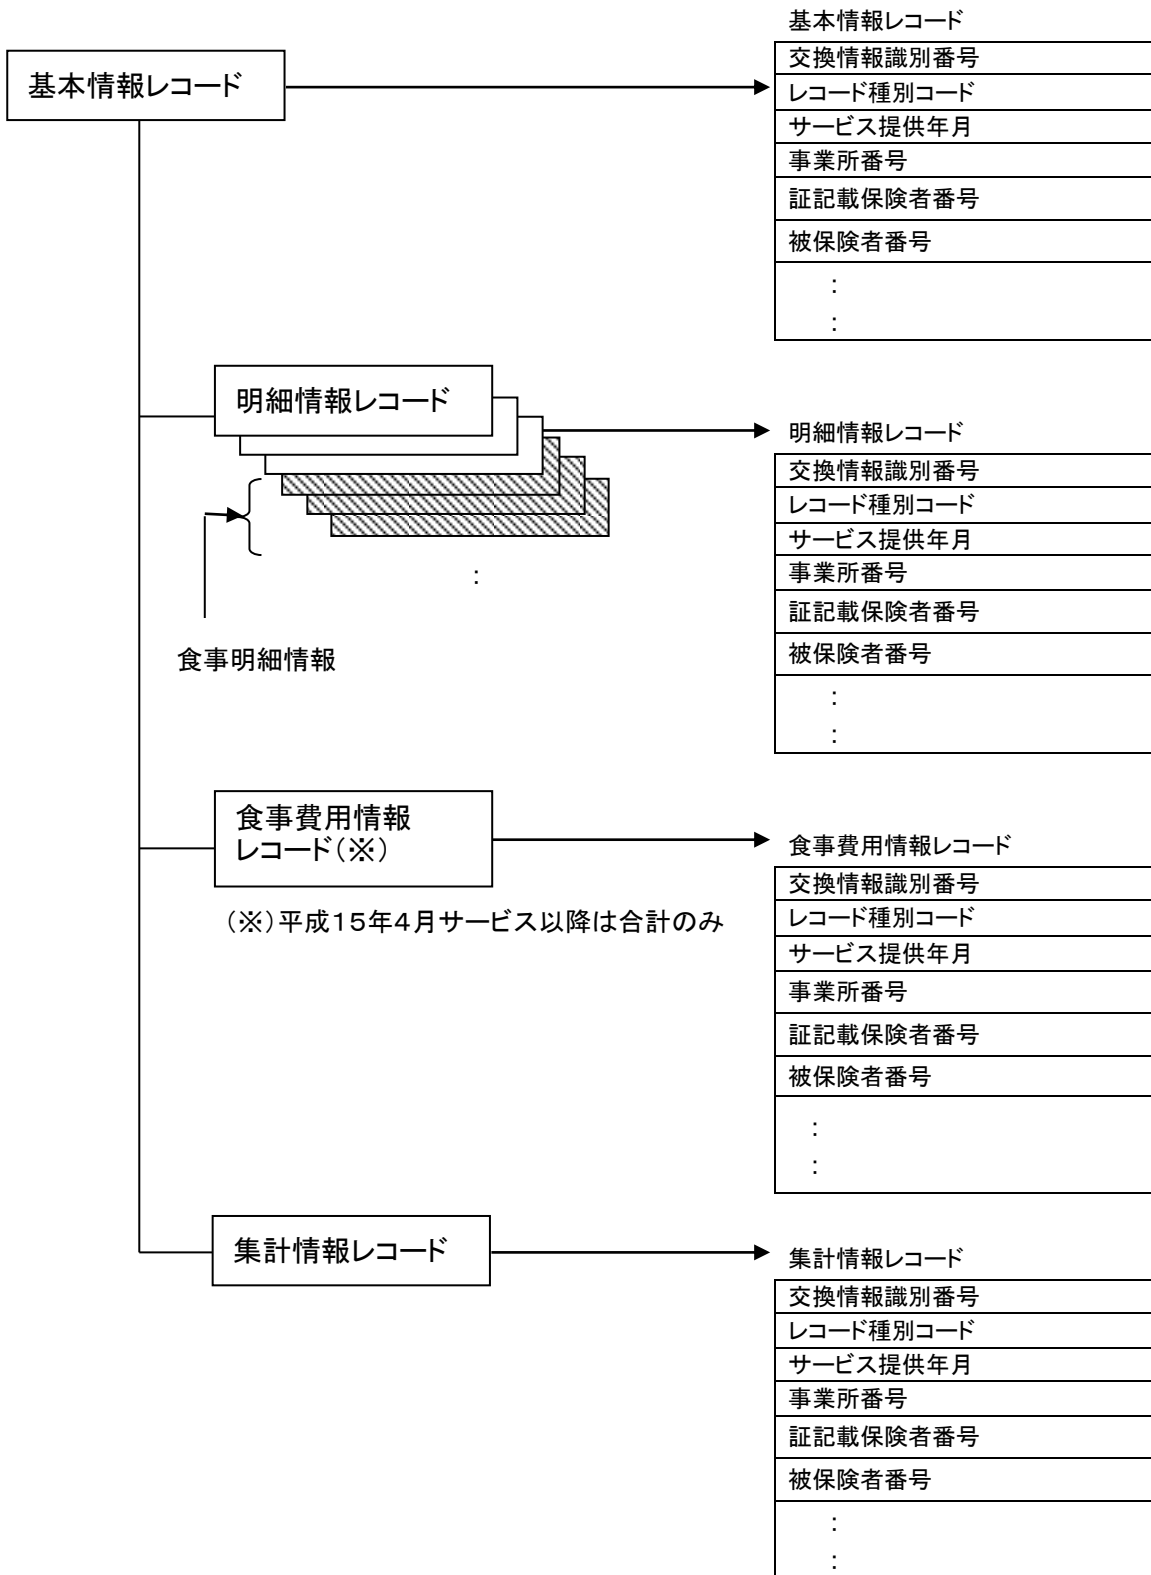 基本情報レコード
基本情報レコード
交換情報識別番号
レコード種別コード
サービス提供年月
事業所番号
証記載保険者番号
被保険者番号
:
:
明細情報レコード
:
食事明細情報
明細情報レコード
交換情報識別番号
レコード種別コード
サービス提供年月
事業所番号
証記載保険者番号
被保険者番号
:
:
食事費用情報
レコード(※)
(※)平成15年4月サービス以降は合計のみ
食事費用情報レコード
交換情報識別番号
レコード種別コード
サービス提供年月
事業所番号
証記載保険者番号
被保険者番号
:
:
集計情報レコード
集計情報レコード
交換情報識別番号
レコード種別コード
サービス提供年月
事業所番号
証記載保険者番号
被保険者番号
:
: